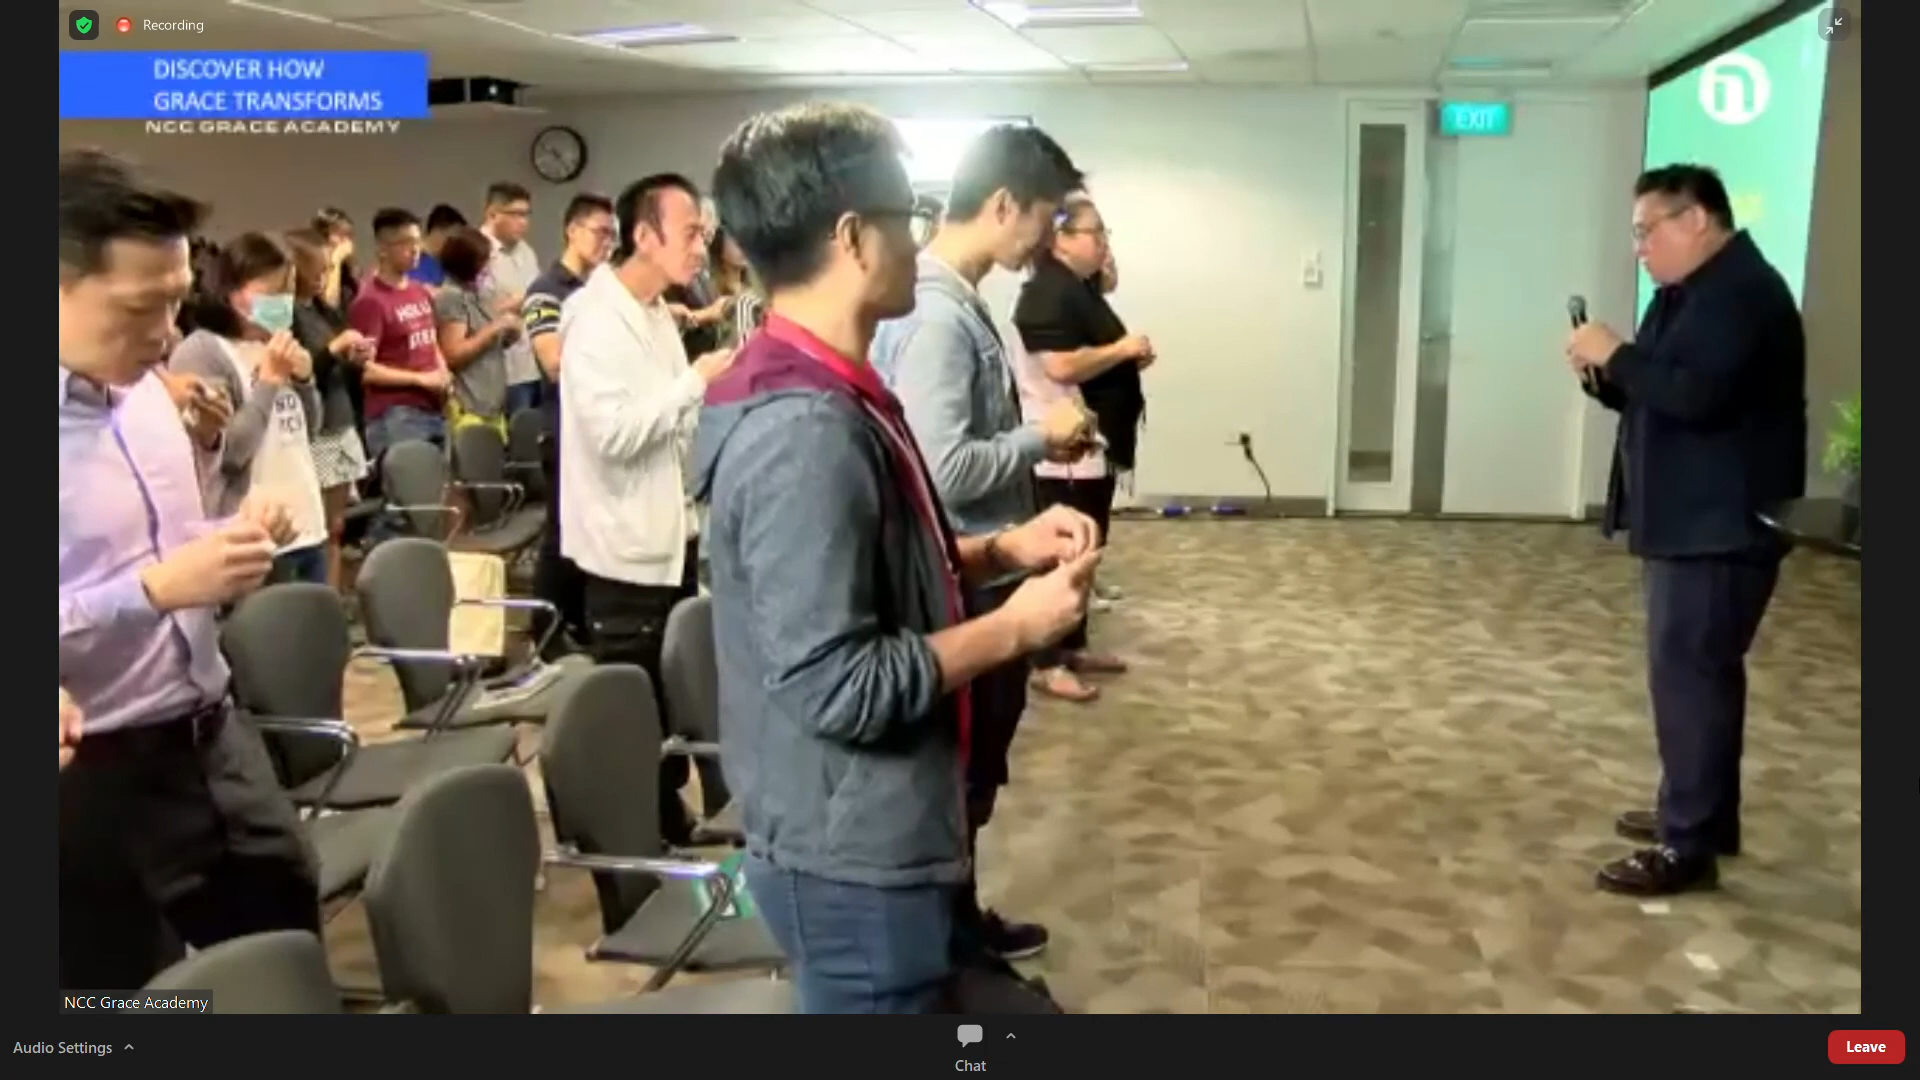 Recording
DISCOVER HOW
GRACE TRANSFORMS
NCC GRACE ACADEMY
EXIT
NCC Grace Academy
Audio Settings
Chat
Leave